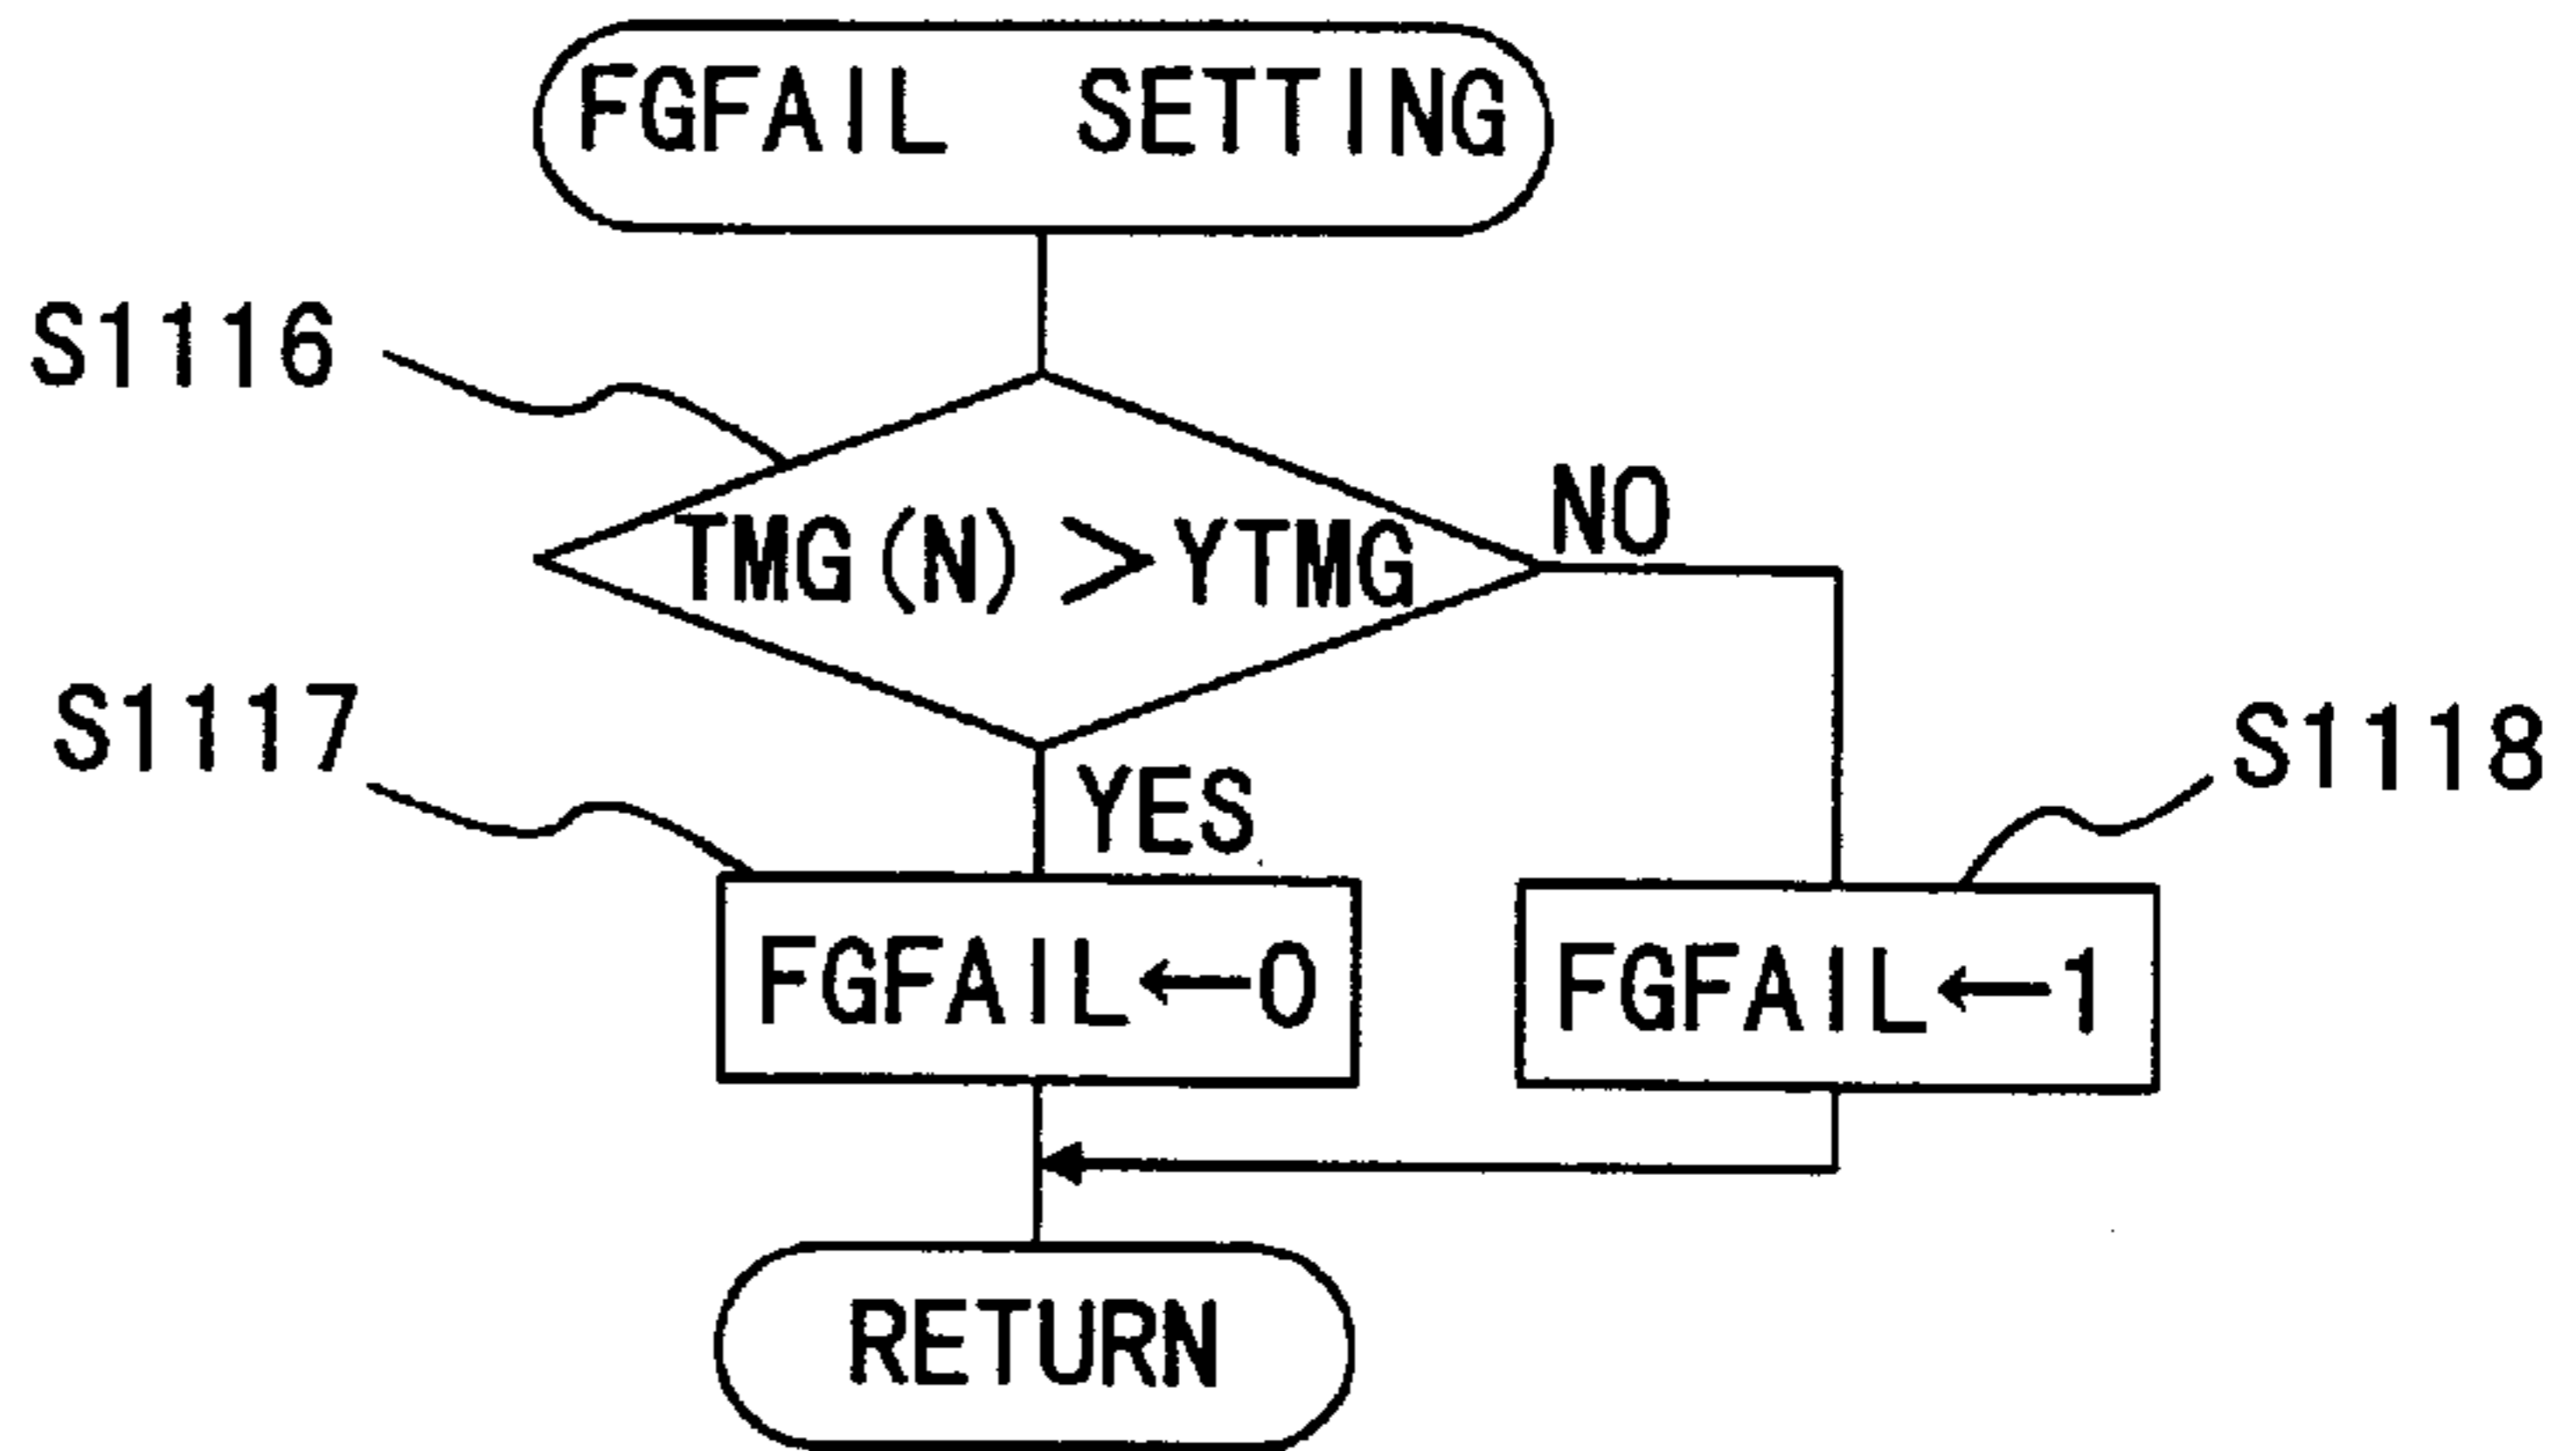 FGFAIL SETTING
S1116
TMG(N)>YTMG
NO
S1117
YES
S1118
FGFAIL←0
FGFAIL←1
RETURN